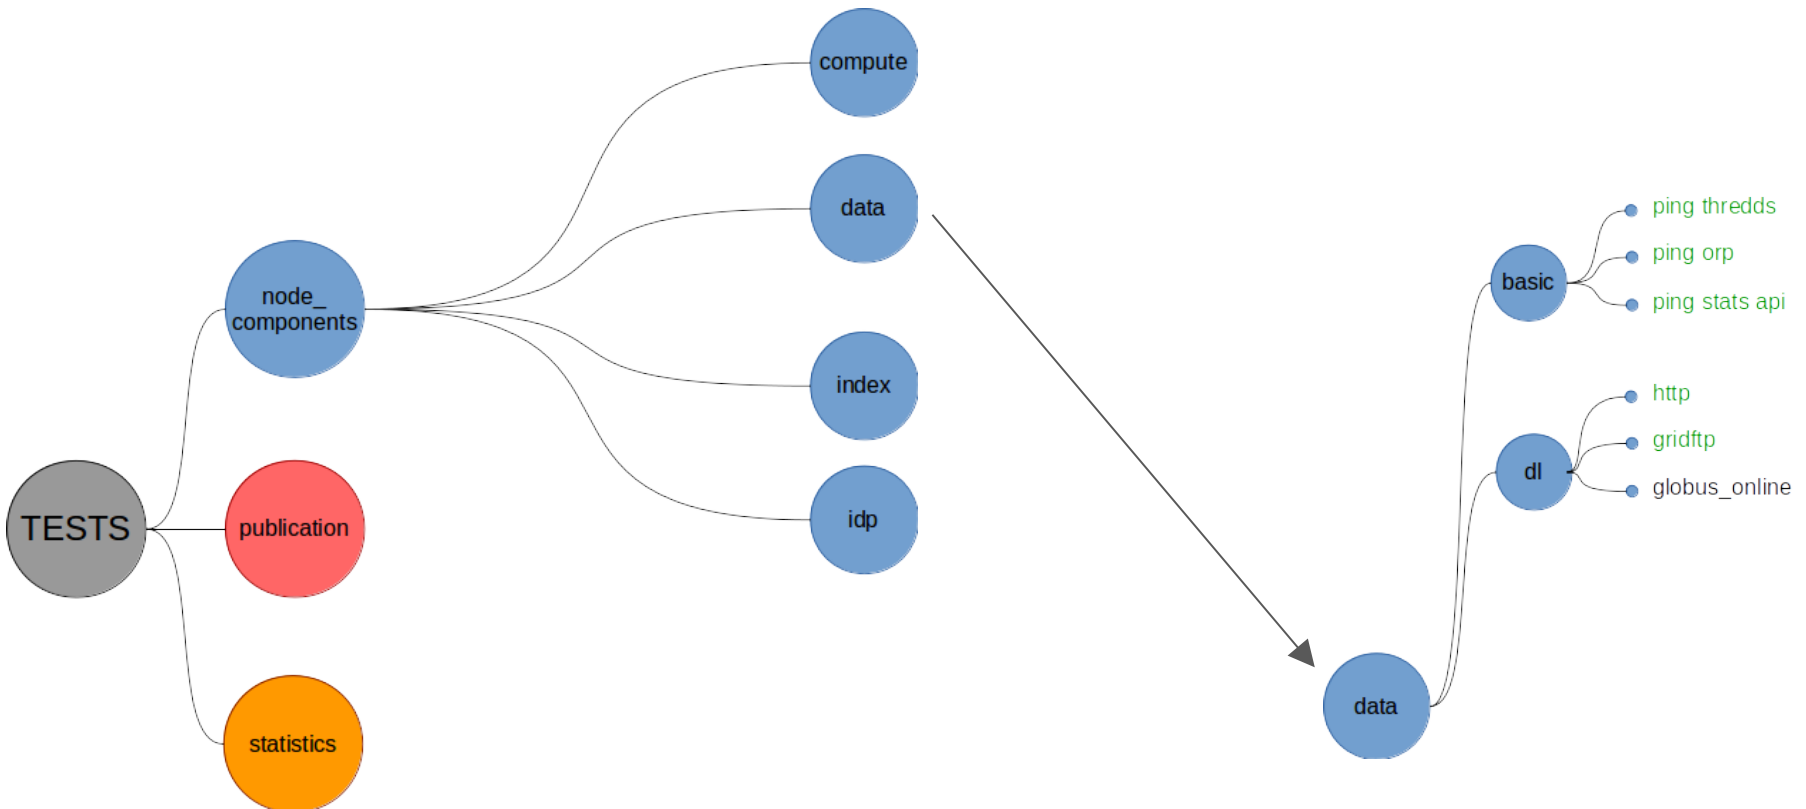 compute
data
node_
components
index
idp
TESTS
publication
statistics
data
basic
ping thredds
ping orp
ping stats api
dl
http
gridftp
globus_online